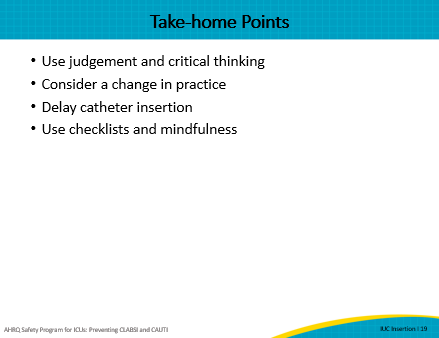 Take-home Points
• Use judgement and critical thinking
• Consider a change in practice
• Delay catheter insertion
• Use checklists and mindfulness
AHRQ Safety Program for ICUs: Preventing CLABSI and CAUTI
IUC Insertion I 19